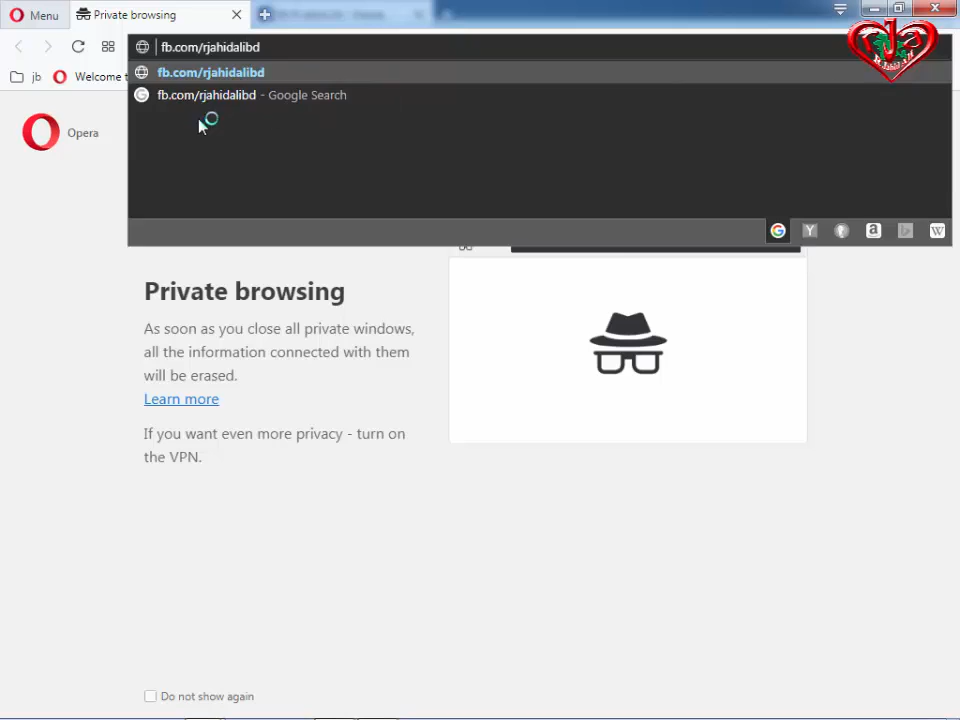 Menu
Private browsing
fb.com/rjahidalibd
jb
Welcome t
fb.com/rjahidalibd
fb.com/rjahidalibd - Google Search
Opera
Private browsing
As soon as you close all private windows,
all the information connected with them
will be erased.
Learn more
If you want even more privacy - turn on
the VPN.
Do not show again